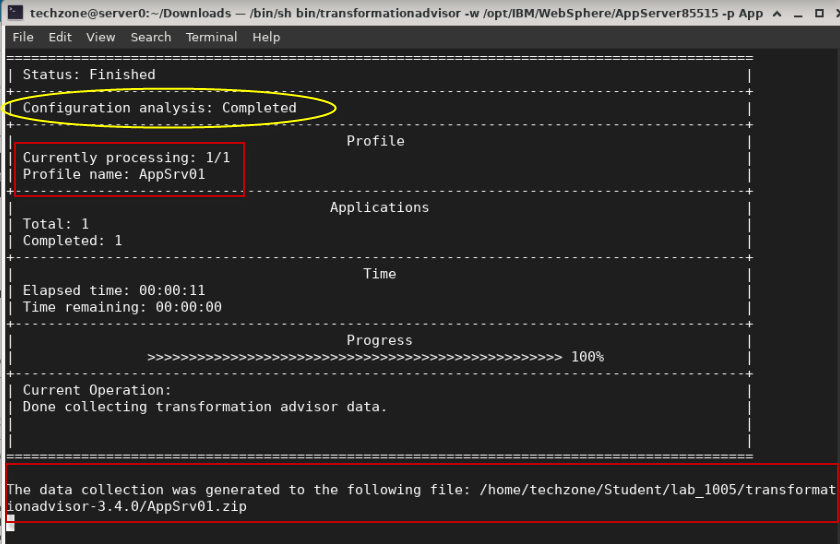 techzone@server0:~/Downloads — /bin/sh bin/transformationadvisor -w /opt/IBM/WebSphere/AppServer85515 -p App
File Edit View Search Terminal Help
Status: Finished
Configuration analysis: Completed
Profile
Currently processing: 1/1
Profile name: AppSrv01
Applications
Total: 1
Completed: 1
Time
Elapsed time: 00:00:11
Time remaining: 00:00:00
Progress
>>>>>>>>>>>>>>>>>>>>>>>>>>>>>>>>>>>>>>>>>>>>>>>>>> 100%
Current Operation:
Done collecting transformation advisor data.
The data collection was generated to the following file: /home/techzone/Student/lab_1005/transformat
ionadvisor-3.4.0/AppSrv01.zip